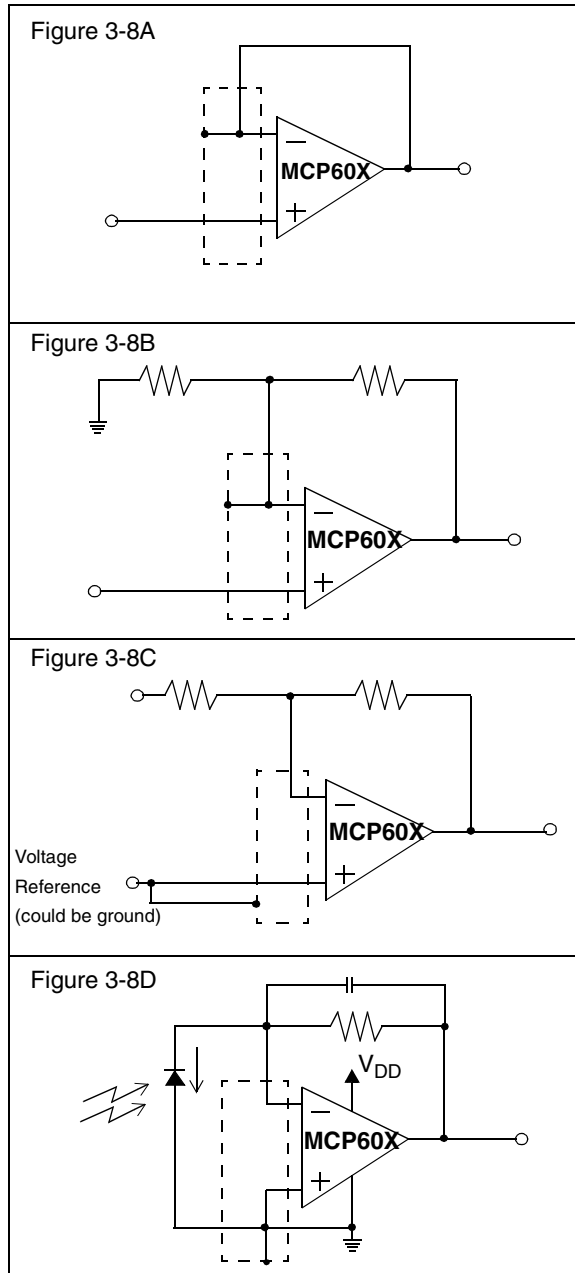 Figure 3-8A
−
MCP60X
+
Figure 3-8B
−
MCP60X
+
Figure 3-8C
−
MCP60X
+
Voltage
Reference
(could be ground)
Figure 3-8D
VDD
−
MCP60X
+